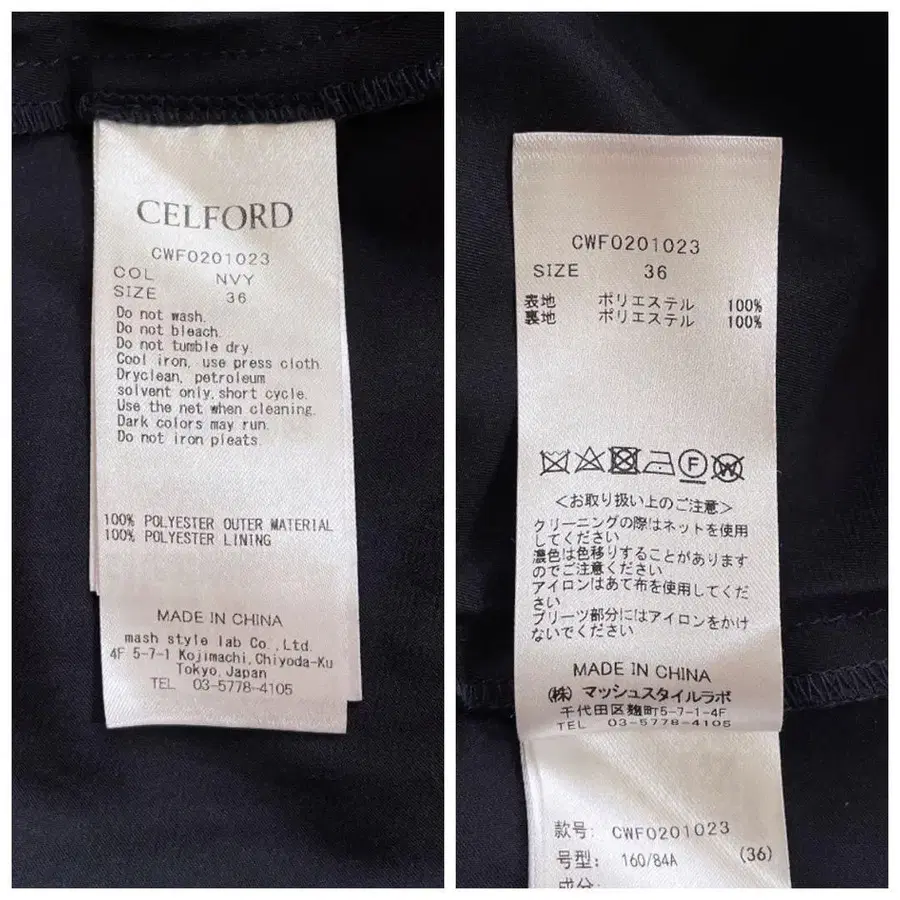 CELFORD
CWF0201023
COL NVY
SIZE 36
Do not wash.
Do not bleach.
Do not tumble dry.
Cool iron, use press cloth.
Dryclean, petroleum
solvent only,short cycle.
Use the net when cleaning.
Dark colors may run.
Do not iron pleats.
100% POLYESTER OUTER MATERIAL
100% POLYESTER LINING
MADE IN CHINA
mash style lab Co.,Ltd.
4F 5-7-1 Kojimachi,Chiyoda-Ku
Tokyo,Japan
TEL 03-5778-4105
CWF0201023
SIZE 36
表地 ポリエステル 100%
裏地 ポリエステル 100%
F W
<お取り扱い上のご注意>
クリーニングの際はネットを使用
してください
濃色は色移りすることがあります
のでご注意ください
アイロンはあて布を使用してくだ
さい
プリーツ部分にはアイロンをかけ
ないでください
MADE IN CHINA
(株) マッシュスタイルラボ
千代田区麹町5-7-1-4F
TEL 03-5778-4105
款号: CWF0201023
号型: 160/84A (36)
成分: